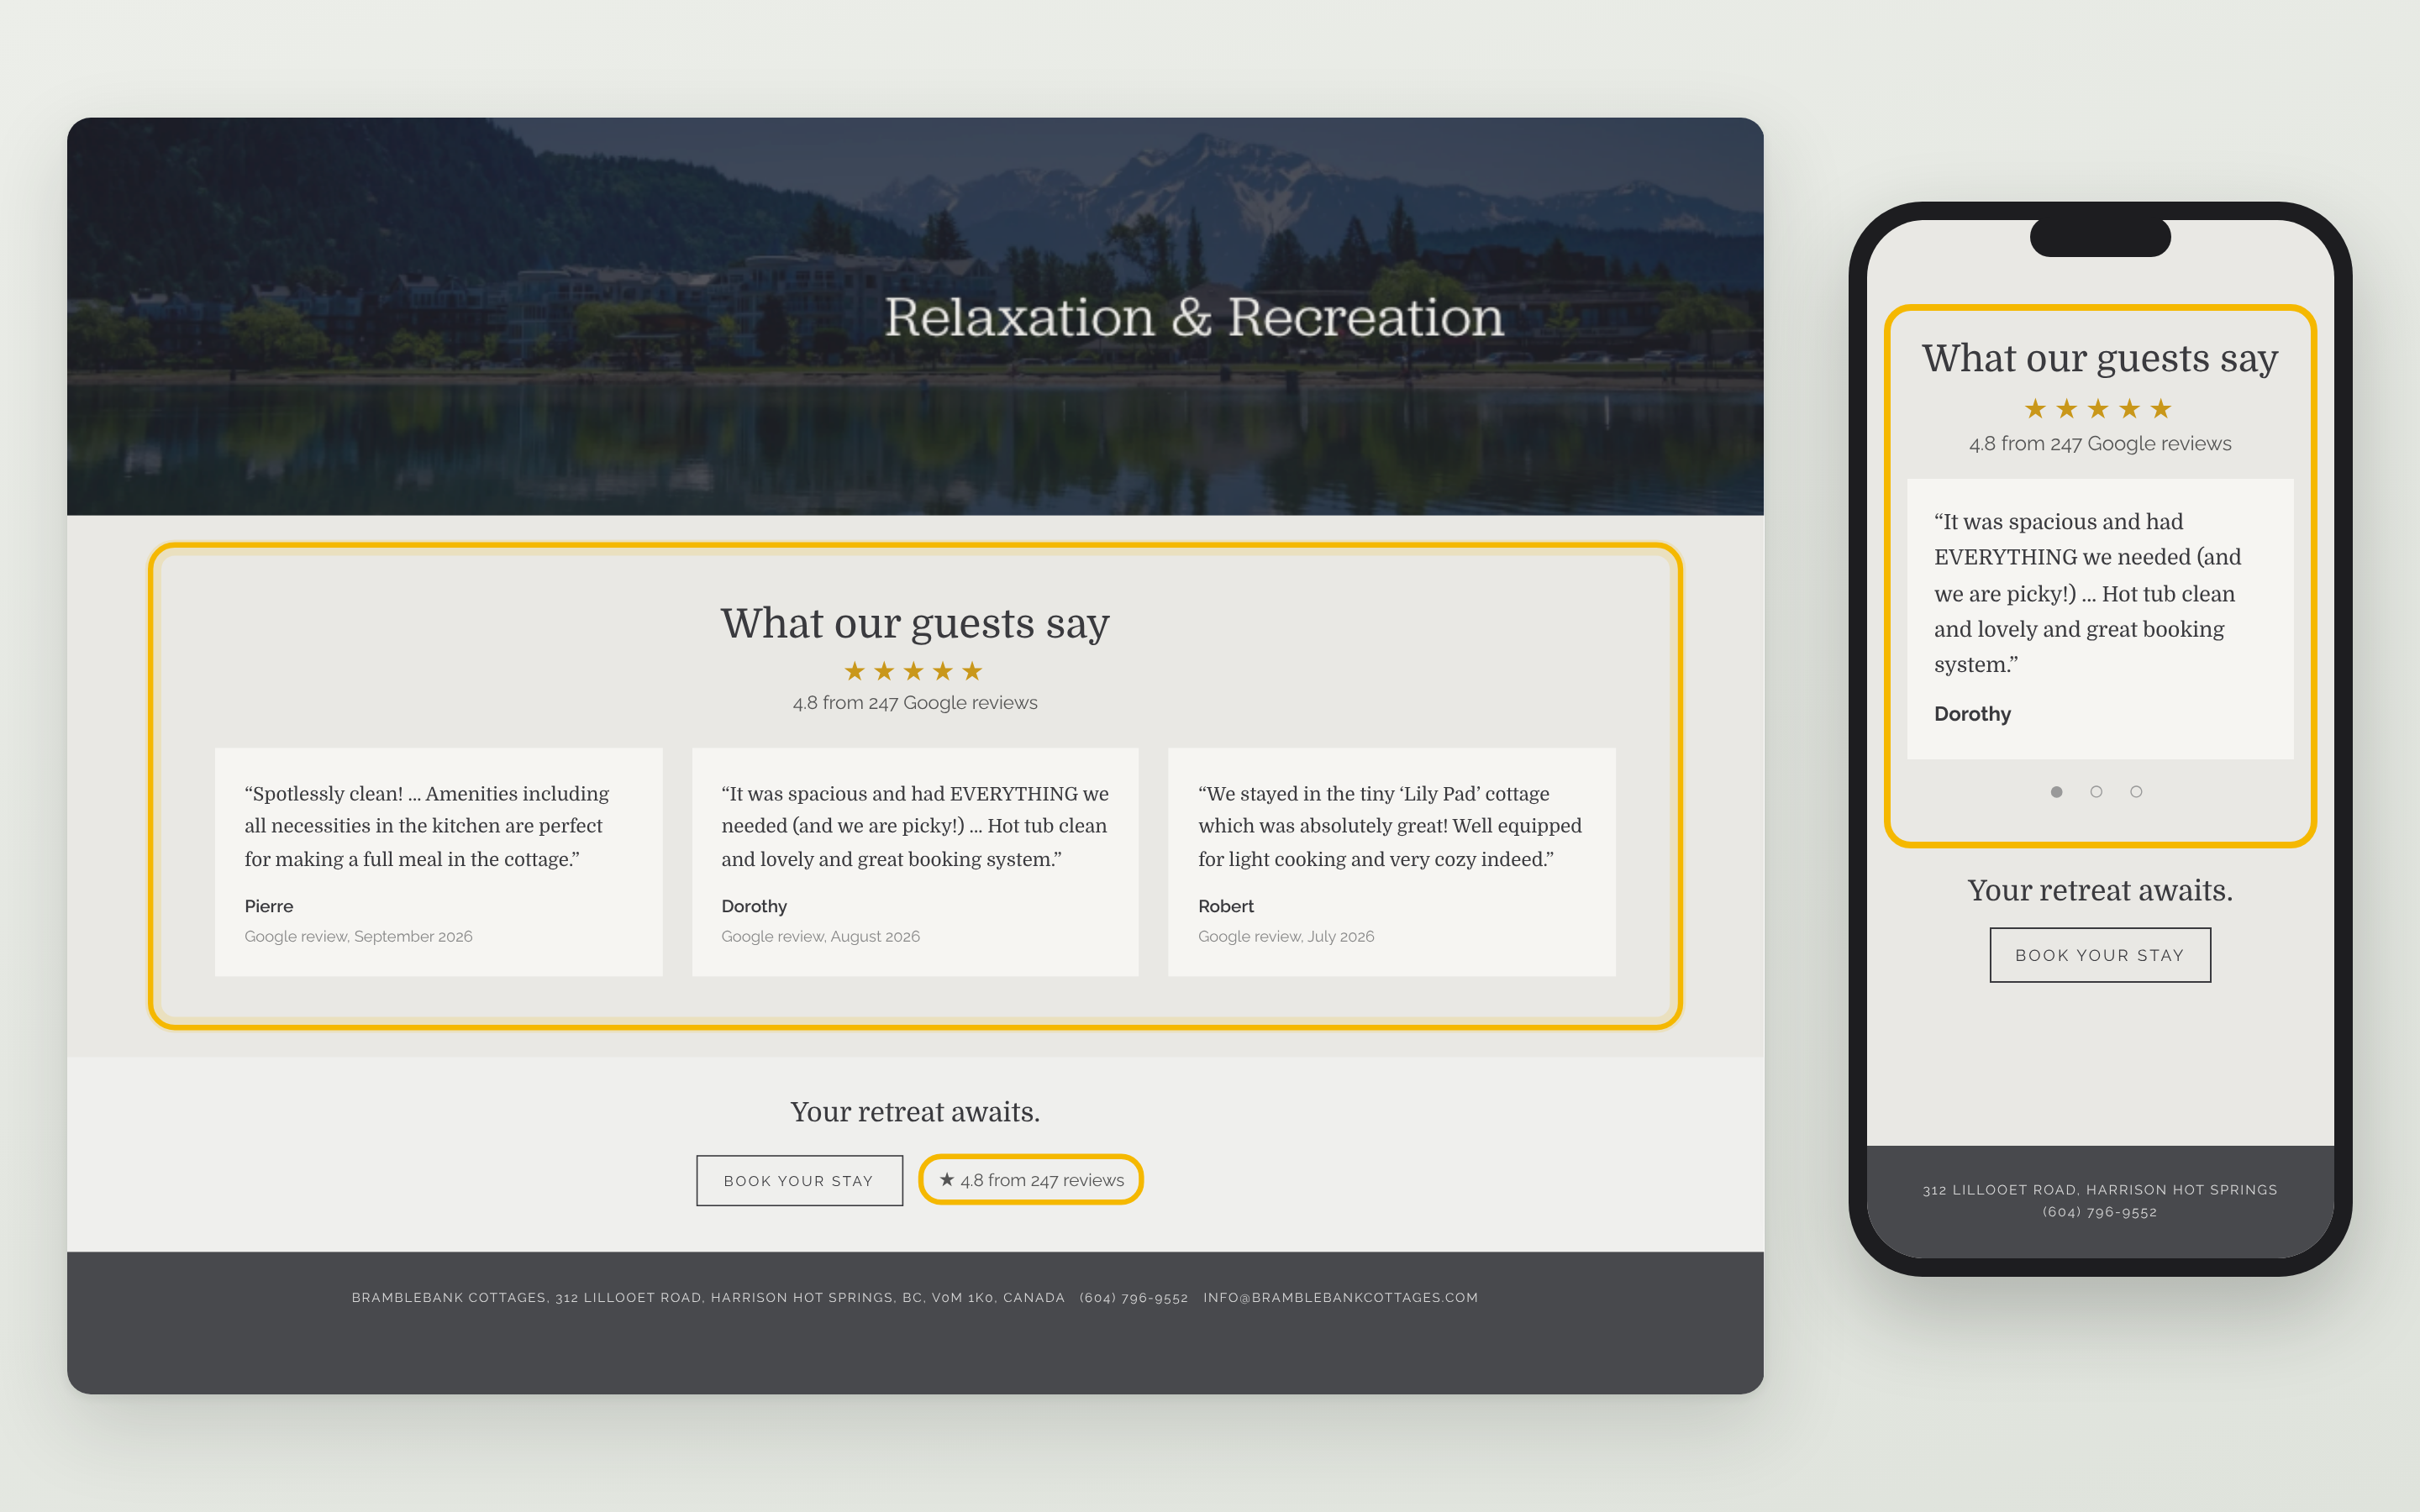 Relaxation & Recreation
What our guests say
★★★★★
4.8 from 247 Google reviews
“Spotlessly clean! ... Amenities including
all necessities in the kitchen are perfect
for making a full meal in the cottage.”
Pierre
Google review, September 2026
“It was spacious and had EVERYTHING we
needed (and we are picky!) ... Hot tub clean
and lovely and great booking system.”
Dorothy
Google review, August 2026
“We stayed in the tiny ‘Lily Pad’ cottage
which was absolutely great! Well equipped
for light cooking and very cozy indeed.”
Robert
Google review, July 2026
Your retreat awaits.
BOOK YOUR STAY
★ 4.8 from 247 reviews
BRAMBLEBANK COTTAGES, 312 LILLOOET ROAD, HARRISON HOT SPRINGS, BC, V0M 1K0, CANADA (604) 796-9552 INFO@BRAMBLEBANKCOTTAGES.COM
What our guests say
★★★★★
4.8 from 247 Google reviews
“It was spacious and had
EVERYTHING we needed (and
we are picky!) ... Hot tub clean
and lovely and great booking
system.”
Dorothy
Your retreat awaits.
BOOK YOUR STAY
312 LILLOOET ROAD, HARRISON HOT SPRINGS
(604) 796-9552